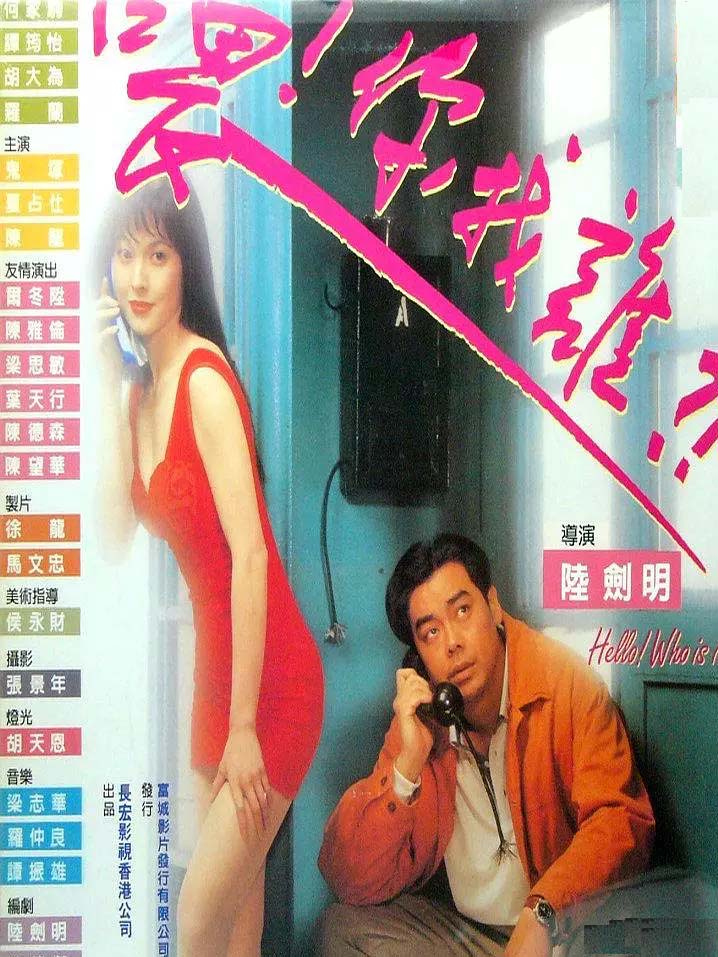 何家駒
譚筠怡
胡大為
羅蘭
主演
鬼塚
夏占仕
陳龍
友情演出
爾冬陞
陳雅倫
梁思敏
葉天行
陳德森
陳望華
製片
徐龍
馬文忠
美術指導
侯永財
攝影
張景年
燈光
胡天恩
音樂
梁志華
羅仲良
譚振雄
編劇
陸劍明
喂!你找誰?!
A
導演
陸劍明
Hello! Who is
富城影片發行有限公司
發行
長宏影視香港公司
出品